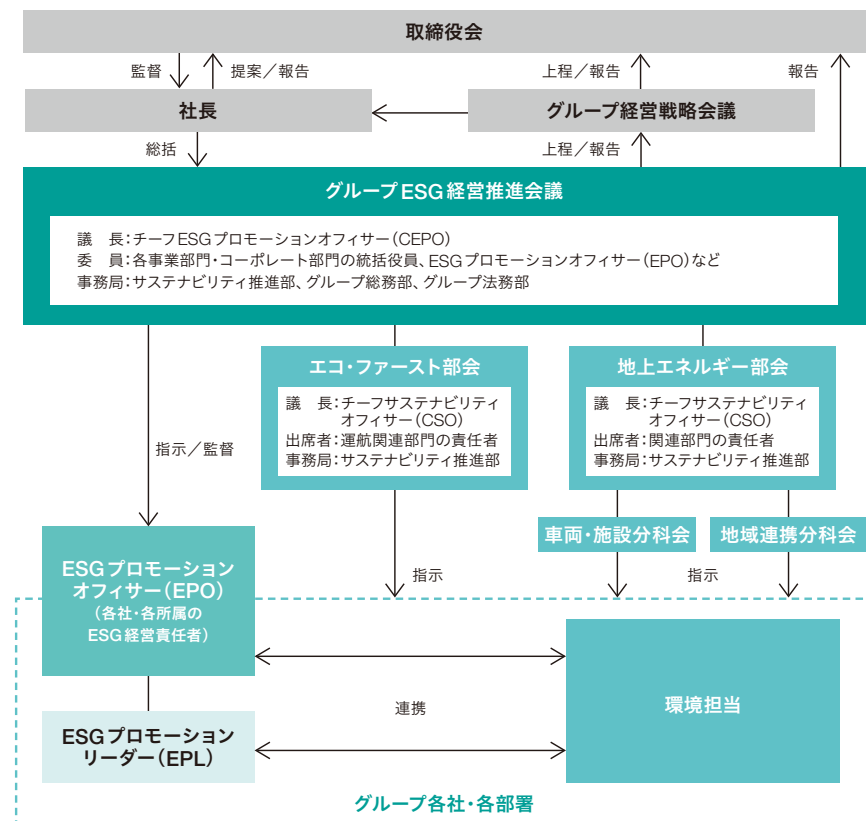 取締役会
監督
提案／報告
上程／報告
報告
社長
グループ経営戦略会議
総括
上程／報告
グループESG経営推進会議
議　長：チーフESGプロモーションオフィサー（CEPO）
委　員：各事業部門・コーポレート部門の統括役員、ESGプロモーションオフィサー（EPO）など
事務局：サステナビリティ推進部、グループ総務部、グループ法務部
エコ・ファースト部会
議　長：チーフサステナビリティ
オフィサー（CSO）
出席者：運航関連部門の責任者
事務局：サステナビリティ推進部
地上エネルギー部会
議　長：チーフサステナビリティ
オフィサー（CSO）
出席者：関連部門の責任者
事務局：サステナビリティ推進部
指示／監督
車両・施設分科会
地域連携分科会
ESGプロモーション
オフィサー（EPO）
（各社・各所属の
ESG経営責任者）
指示
指示
連携
環境担当
ESGプロモーション
リーダー（EPL）
グループ各社・各部署